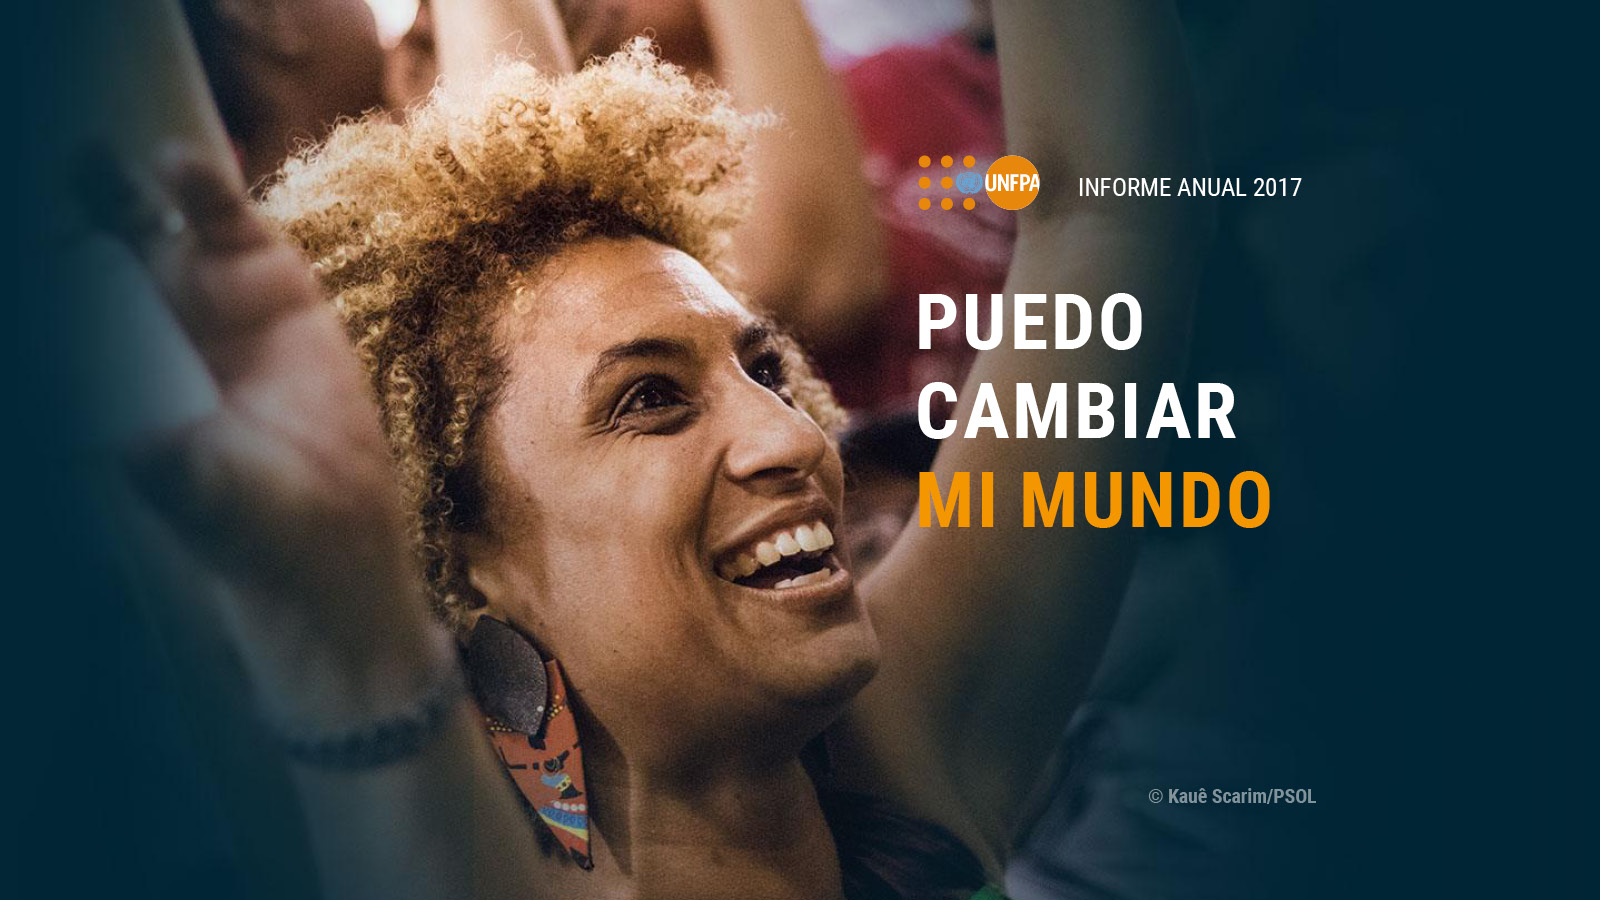 UNFPA
INFORME ANUAL 2017
PUEDO
CAMBIAR
MI MUNDO
© Kauê Scarim/PSOL